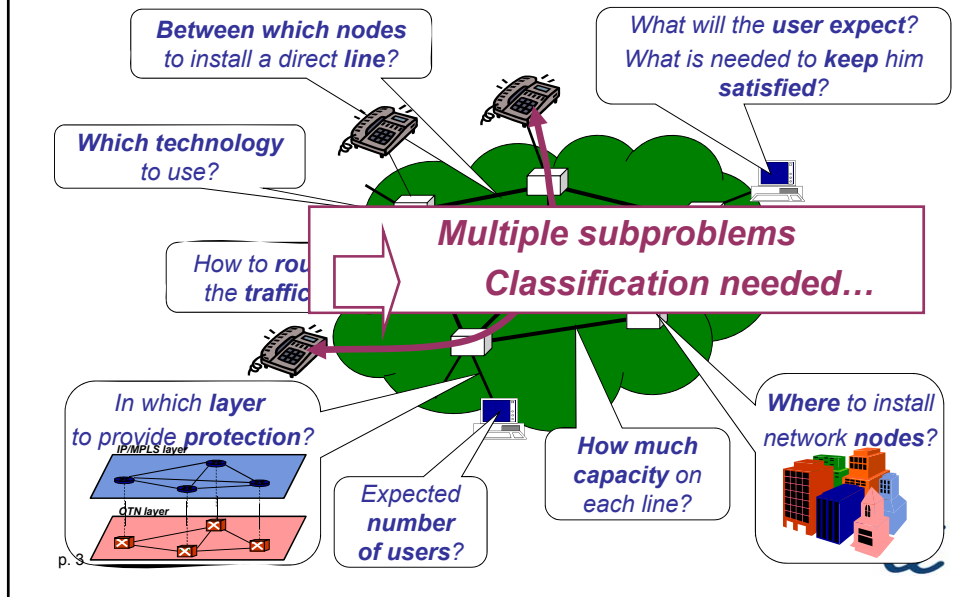 Between which nodes
to install a direct line?
What will the user expect?
What is needed to keep him
satisfied?
Which technology
to use?
Multiple subproblems
Classification needed…
How to
the traffic
In which layer
to provide protection?
IP/MPLS layer
OTN layer
Expected
number
of users?
How much
capacity on
each line?
Where to install
network nodes?
p. 3